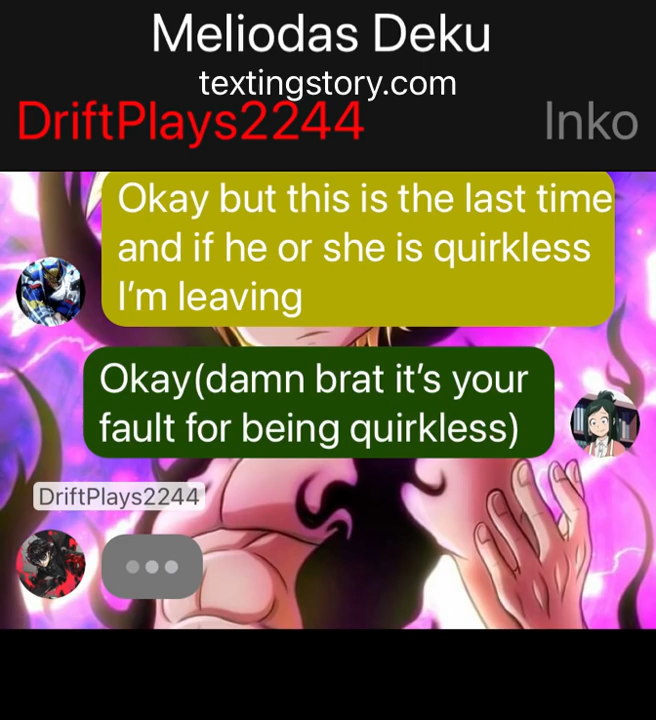 Meliodas Deku
textingstory.com
DriftPlays2244 Inko
Okay but this is the last time
and if he or she is quirkless
I'm leaving
Okay(damn brat it's your
fault for being quirkless)
DriftPlays2244